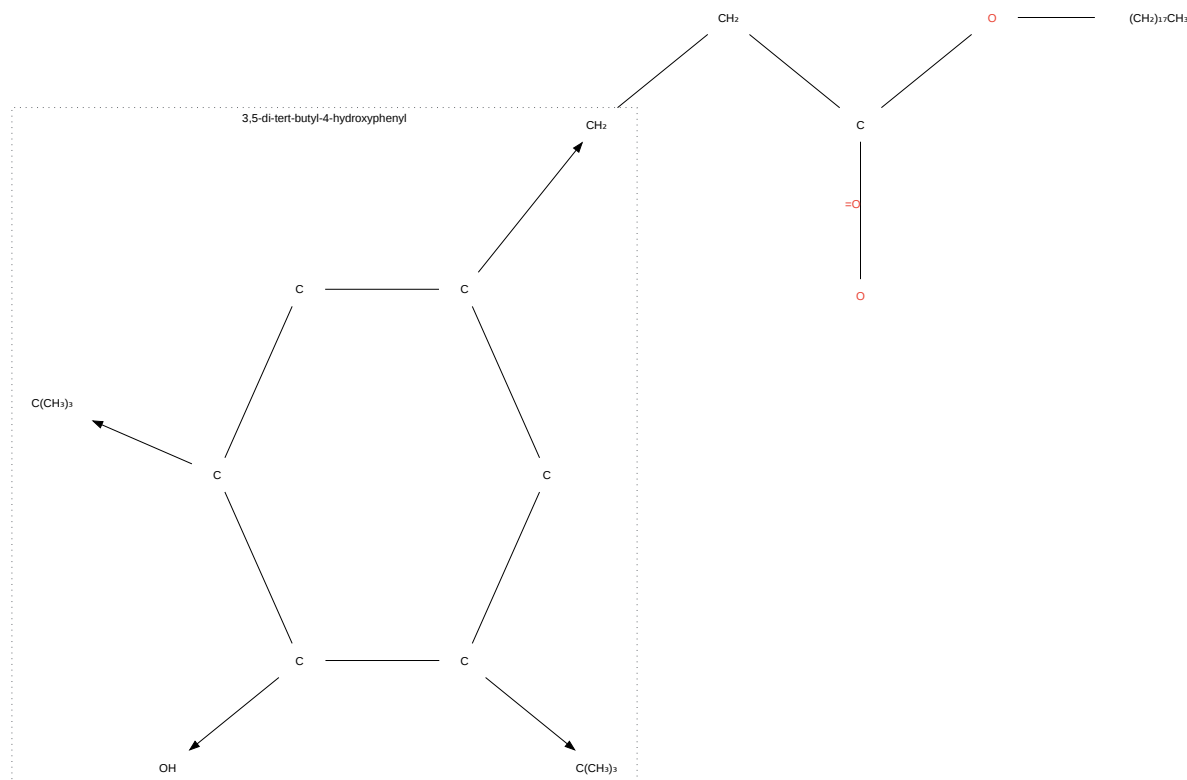 CH₂
O
(CH₂)₁₇CH₃
3,5-di-tert-butyl-4-hydroxyphenyl
CH₂
C
=O
C
C
O
C(CH₃)₃
C
C
C
C
OH
C(CH₃)₃